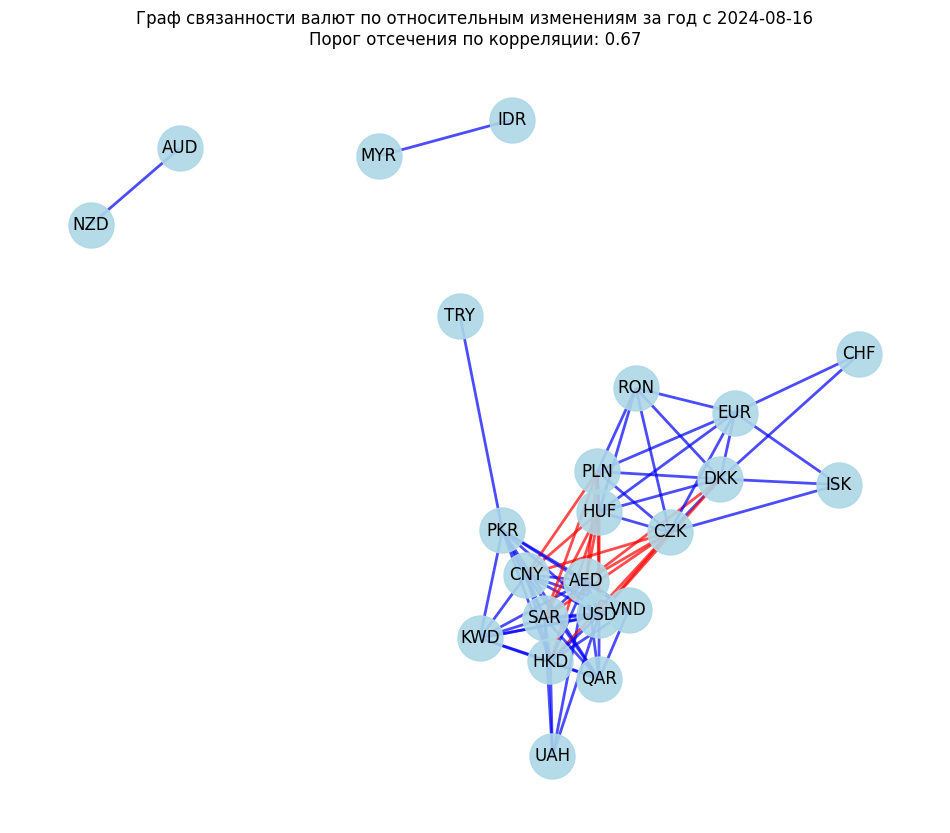 Граф связанности валют по относительным изменениям за год с 2024-08-16
Порог отсечения по корреляции: 0.67
IDR
AUD
MYR
NZD
TRY
CHF
RON
EUR
PLN
DKK
ISK
HUF
PKR
CZK
CNY
AED
VND
USD
SAR
KWD
HKD
QAR
UAH